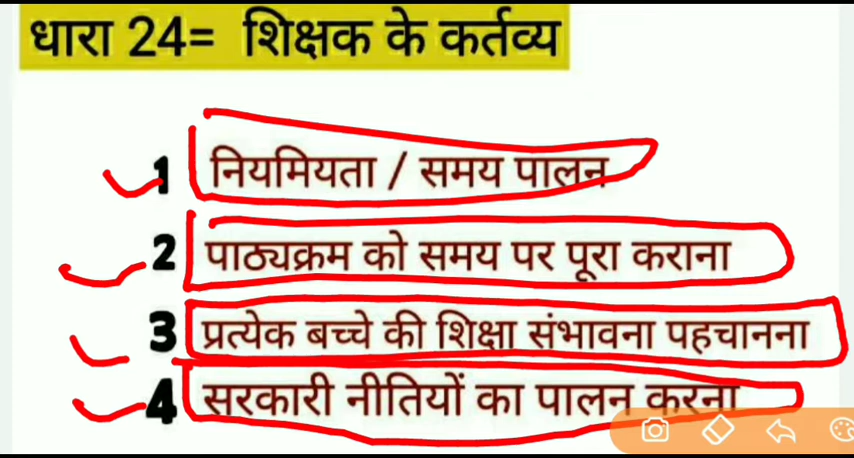 धारा 24= शिक्षक के कर्तव्य
1 नियमियता / समय पालन
2 पाठ्यक्रम को समय पर पूरा कराना
3 प्रत्येक बच्चे की शिक्षा संभावना पहचानना
4 सरकारी नीतियों का पालन करना